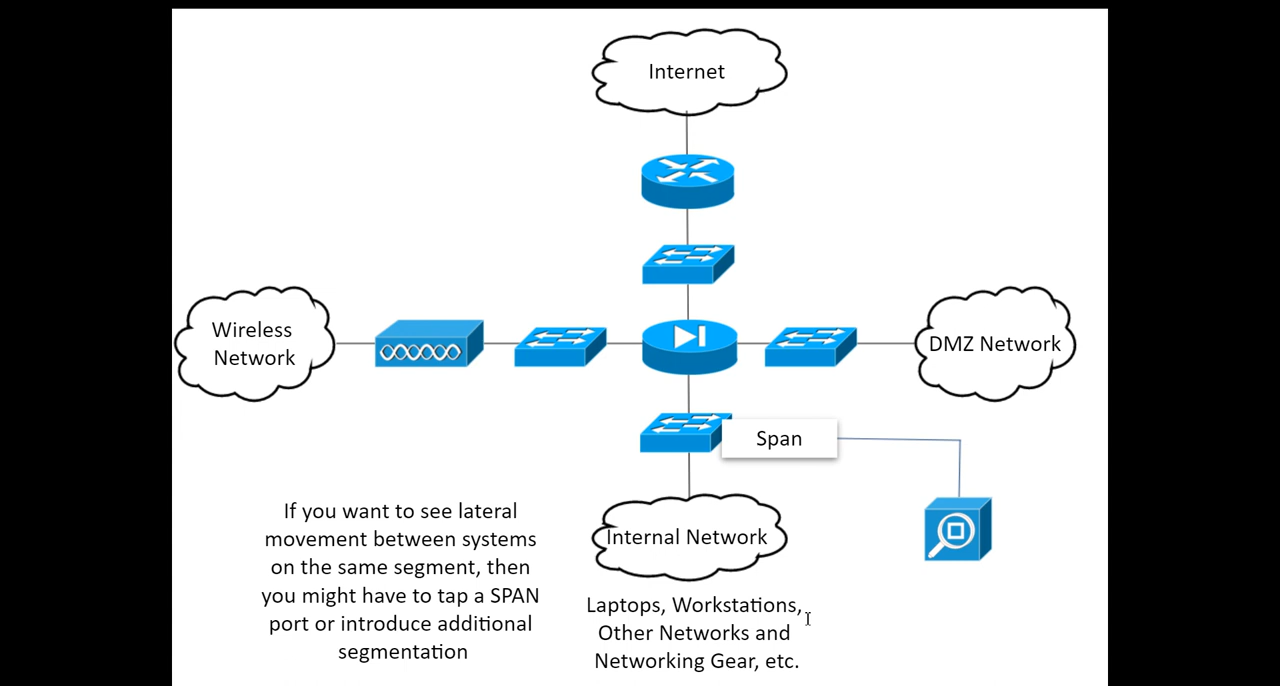 Internet
Wireless
Network
DMZ Network
Span
Internal Network
If you want to see lateral
movement between systems
on the same segment, then
you might have to tap a SPAN
port or introduce additional
segmentation
Laptops, Workstations,
Other Networks and
Networking Gear, etc.